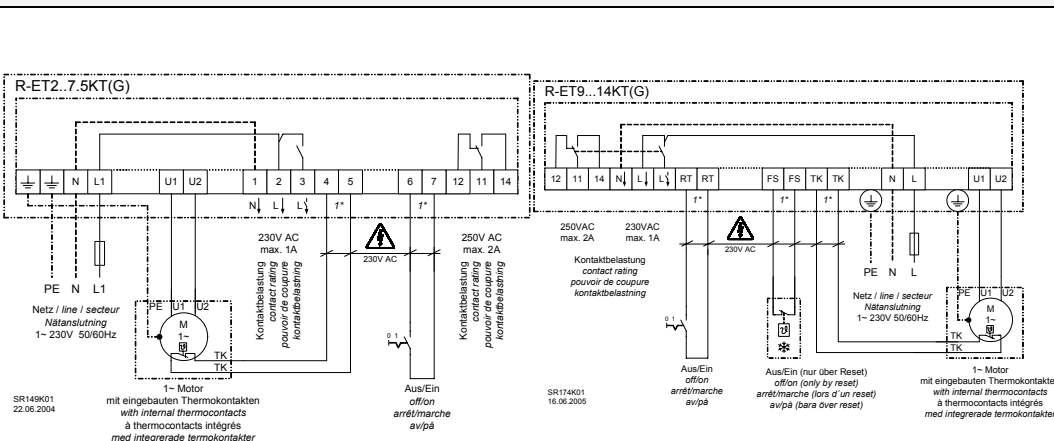 R-ET2..7.5KT(G)
N L1 U1 U2 1 2 3 4 5 6 7 12 11 14
N L L 1* 1*
230V AC
max. 1A
Kontaktbelastung
contact rating
pouvoir de coupure
kontaktbelastning
230V AC
250V AC
max. 2A
Kontaktbelastung
contact rating
pouvoir de coupure
kontaktbelastning
PE N L1
Netz / line / secteur
Nätanslutning
1~ 230V 50/60Hz
PE U1 U2
M
1~
TK
TK
0 1
1~ Motor
mit eingebauten Thermokontakten
with internal thermocontacts
à thermocontacts intégrés
med integrerade termokontakter
Aus/Ein
off/on
arrêt/marche
av/på
SR149K01
22.06.2004
R-ET9...14KT(G)
12 11 14 N L L RT RT FS FS TK TK N L U1 U2
1* 1* 1*
250VAC
max. 2A
230VAC
max. 1A
Kontaktbelastung
contact rating
pouvoir de coupure
kontaktbelastning
230V AC
PE N L
Netz / line / secteur
Nätanslutning
1~ 230V 50/60Hz
PE U1 U2
M
1~
TK
TK
0 1
Aus/Ein
off/on
arrêt/marche
av/på
Aus/Ein (nur über Reset)
off/on (only by reset)
arrêt/marche (lors d´un reset)
av/på (bara över reset)
1~ Motor
mit eingebauten Thermokontakte
with internal thermocontacts
à thermocontacts intégrés
med integrerade termokontakter
SR174K01
16.06.2005